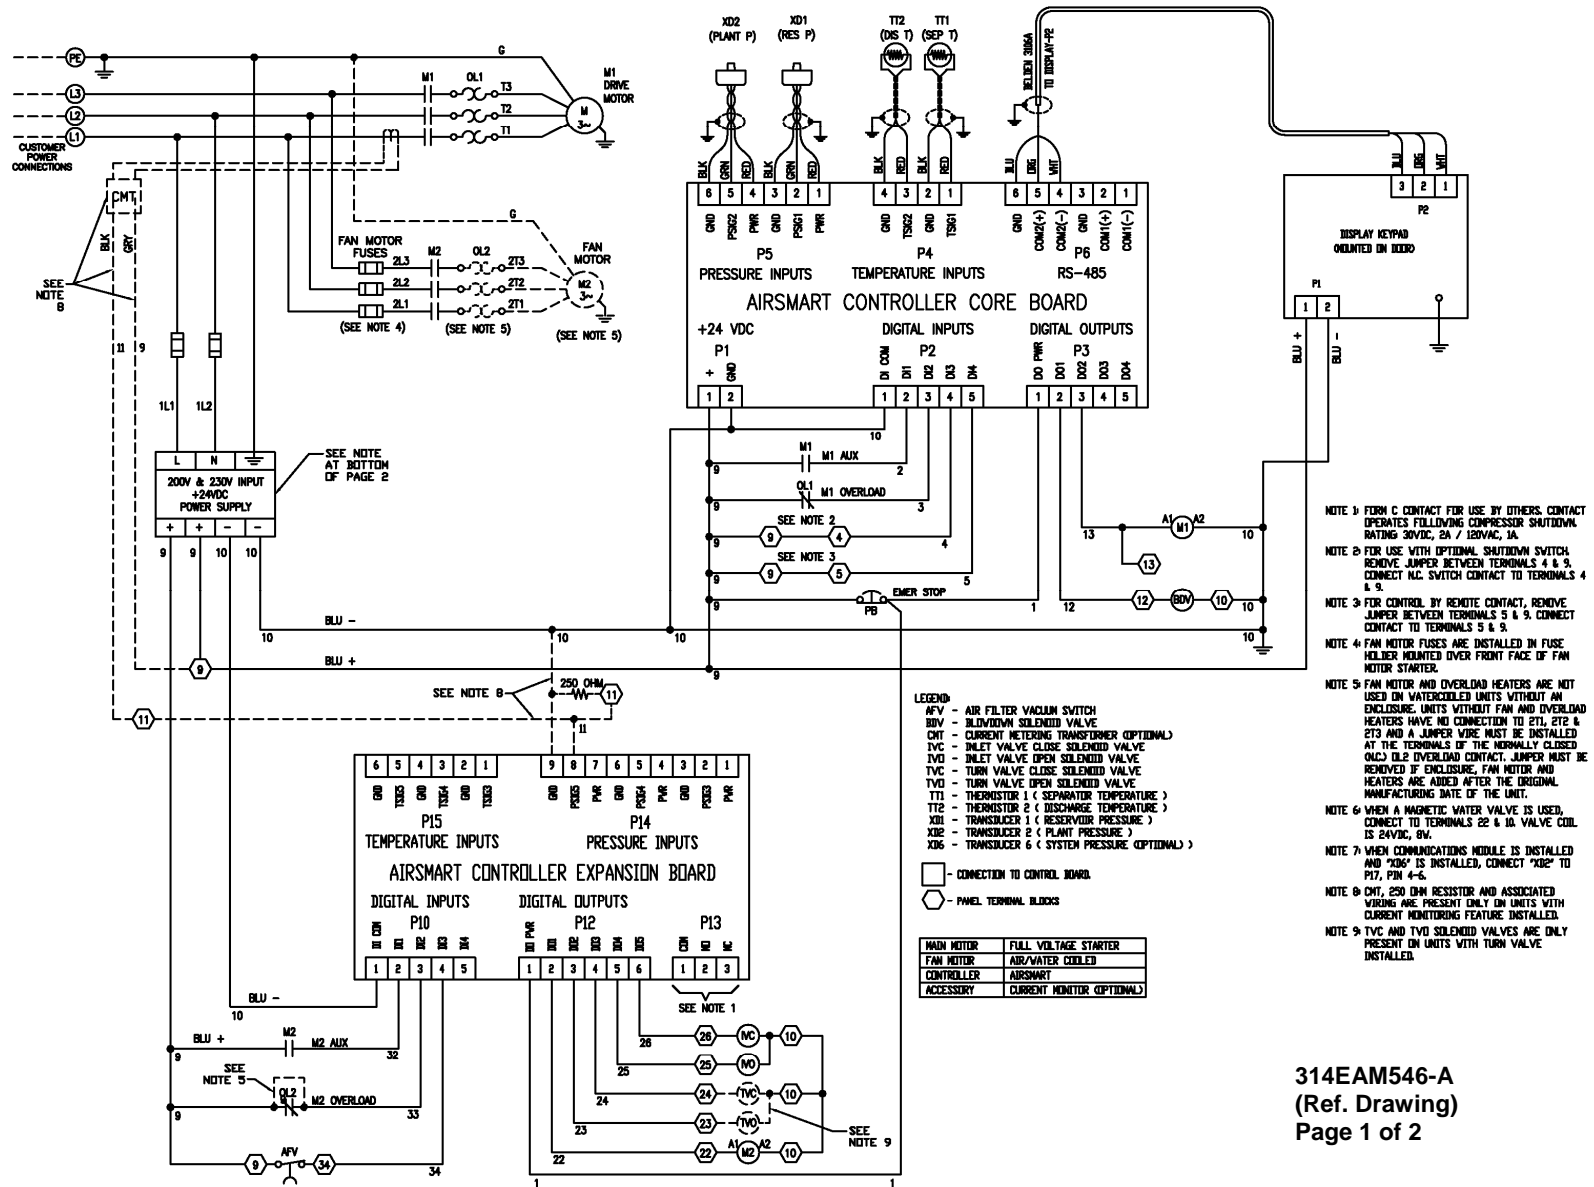 XD2
(PLANT P)
XD1
(RES P)
TT2
(DIS T)
TT1
(SEP T)
BELDEN 3106A
TO DISPLAY-P2
PE
G
L3
L2
L1
CUSTOMER
POWER
CONNECTIONS
M1
OL1
T3
T2
T1
M1
DRIVE
MOTOR
M
3~
CMT
BLK
GRY
SEE
NOTE
8
11
9
G
FAN MOTOR
FUSES
M2
OL2
FAN
MOTOR
2L3
2T3
2L2
2T2
2L1
2T1
M2
3~
(SEE NOTE 4)
(SEE NOTE 5)
(SEE NOTE 5)
1L1
1L2
L
N
200V & 230V INPUT
+24VDC
POWER SUPPLY
+
+
-
-
SEE NOTE
AT BOTTOM
OF PAGE 2
9
9
10
10
BLK
GRN
RED
BLK
GRN
RED
BLK
RED
BLK
RED
BLU
ORG
WHT
6 5 4 3 2 1
4 3 2 1
6 5 4 3 2 1
GND
PSIG2
PWR
GND
PSIG1
PWR
GND
TSIG2
GND
TSIG1
GND
COM2(+)
COM2(-)
GND
COM1(+)
COM1(-)
P5
PRESSURE INPUTS
P4
TEMPERATURE INPUTS
P6
RS-485
AIRSMART CONTROLLER CORE BOARD
+24 VDC
DIGITAL INPUTS
DIGITAL OUTPUTS
P1
P2
P3
+
GND
DI COM
DI1
DI2
DI3
DI4
DO PWR
DO1
DO2
DO3
DO4
1 2
1 2 3 4 5
1 2 3 4 5
BLU
ORG
WHT
3 2 1
P2
DISPLAY KEYPAD
(MOUNTED ON DOOR)
P1
1 2
BLU +
BLU -
10
9
M1
M1 AUX
2
9
OL1
M1 OVERLOAD
3
9
SEE NOTE 2
9
4
4
9
SEE NOTE 3
9
5
5
9
EMER STOP
PB
1
13
A1
M1
A2
10
13
12
12
BDV
10
10
BLU -
10
10
10
10
BLU +
9
9
SEE NOTE 8
250 OHM
11
11
11
6 5 4 3 2 1
9 8 7 6 5 4 3 2 1
GND
TSIG5
GND
TSIG4
GND
TSIG3
GND
PSIG5
PWR
GND
PSIG4
PWR
GND
PSIG3
PWR
P15
TEMPERATURE INPUTS
P14
PRESSURE INPUTS
AIRSMART CONTROLLER EXPANSION BOARD
DIGITAL INPUTS
DIGITAL OUTPUTS
P10
P12
P13
DI COM
DI1
DI2
DI3
DI4
DO PWR
DO1
DO2
DO3
DO4
DO5
COM
NO
NC
1 2 3 4 5
1 2 3 4 5 6
1 2 3
SEE NOTE 1
BLU -
10
BLU +
9
M2
M2 AUX
32
SEE
NOTE 5
9
OL2
M2 OVERLOAD
33
9
AFV
34
34
26
26
IVC
10
25
25
IVO
24
24
TVC
10
23
23
TVO
22
22
A1
M2
A2
10
SEE
NOTE 9
1
1
LEGEND:
AFV - AIR FILTER VACUUM SWITCH
BDV - BLOWDOWN SOLENOID VALVE
CMT - CURRENT METERING TRANSFORMER (OPTIONAL)
IVC - INLET VALVE CLOSE SOLENOID VALVE
IVO - INLET VALVE OPEN SOLENOID VALVE
TVC - TURN VALVE CLOSE SOLENOID VALVE
TVO - TURN VALVE OPEN SOLENOID VALVE
TT1 - THERMISTOR 1 ( SEPARATOR TEMPERATURE )
TT2 - THERMISTOR 2 ( DISCHARGE TEMPERATURE )
XD1 - TRANSDUCER 1 ( RESERVOIR PRESSURE )
XD2 - TRANSDUCER 2 ( PLANT PRESSURE )
XD6 - TRANSDUCER 6 ( SYSTEM PRESSURE (OPTIONAL) )
- CONNECTION TO CONTROL BOARD.
- PANEL TERMINAL BLOCKS
MAIN MOTOR FULL VOLTAGE STARTER
FAN MOTOR AIR/WATER COOLED
CONTROLLER AIRSMART
ACCESSORY CURRENT MONITOR (OPTIONAL)
NOTE 1: FORM C CONTACT FOR USE BY OTHERS. CONTACT
OPERATES FOLLOWING COMPRESSOR SHUTDOWN.
RATING: 30VDC, 2A / 120VAC, 1A.
NOTE 2: FOR USE WITH OPTIONAL SHUTDOWN SWITCH.
REMOVE JUMPER BETWEEN TERMINALS 4 & 9.
CONNECT N.C. SWITCH CONTACT TO TERMINALS 4
& 9.
NOTE 3: FOR CONTROL BY REMOTE CONTACT, REMOVE
JUMPER BETWEEN TERMINALS 5 & 9. CONNECT
CONTACT TO TERMINALS 5 & 9.
NOTE 4: FAN MOTOR FUSES ARE INSTALLED IN FUSE
HOLDER MOUNTED OVER FRONT FACE OF FAN
MOTOR STARTER.
NOTE 5: FAN MOTOR AND OVERLOAD HEATERS ARE NOT
USED ON WATERCOOLED UNITS WITHOUT AN
ENCLOSURE. UNITS WITHOUT FAN AND OVERLOAD
HEATERS HAVE NO CONNECTION TO 2T1, 2T2 &
2T3 AND A JUMPER WIRE MUST BE INSTALLED
AT THE TERMINALS OF THE NORMALLY CLOSED
(N.C.) OL2 OVERLOAD CONTACT. JUMPER MUST BE
REMOVED IF ENCLOSURE, FAN MOTOR AND
HEATERS ARE ADDED AFTER THE ORIGINAL
MANUFACTURING DATE OF THE UNIT.
NOTE 6: WHEN A MAGNETIC WATER VALVE IS USED,
CONNECT TO TERMINALS 22 & 10. VALVE COIL
IS 24VDC, 8W.
NOTE 7: WHEN COMMUNICATIONS MODULE IS INSTALLED
AND "XD6" IS INSTALLED, CONNECT "XD2" TO
P17, PIN 4-6.
NOTE 8: CMT, 250 OHM RESISTOR AND ASSOCIATED
WIRING ARE PRESENT ONLY ON UNITS WITH
CURRENT MONITORING FEATURE INSTALLED.
NOTE 9: TVC AND TVO SOLENOID VALVES ARE ONLY
PRESENT ON UNITS WITH TURN VALVE
INSTALLED.
314EAM546-A
(Ref. Drawing)
Page 1 of 2